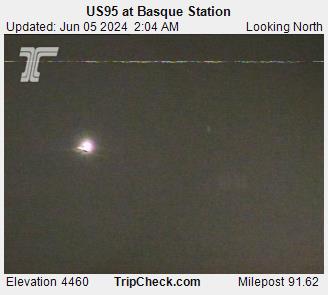 US95 at Basque Station
Updated: Jun 05 2024 2:04 AM Looking North
Elevation 4460 TripCheck.com Milepost 91.62